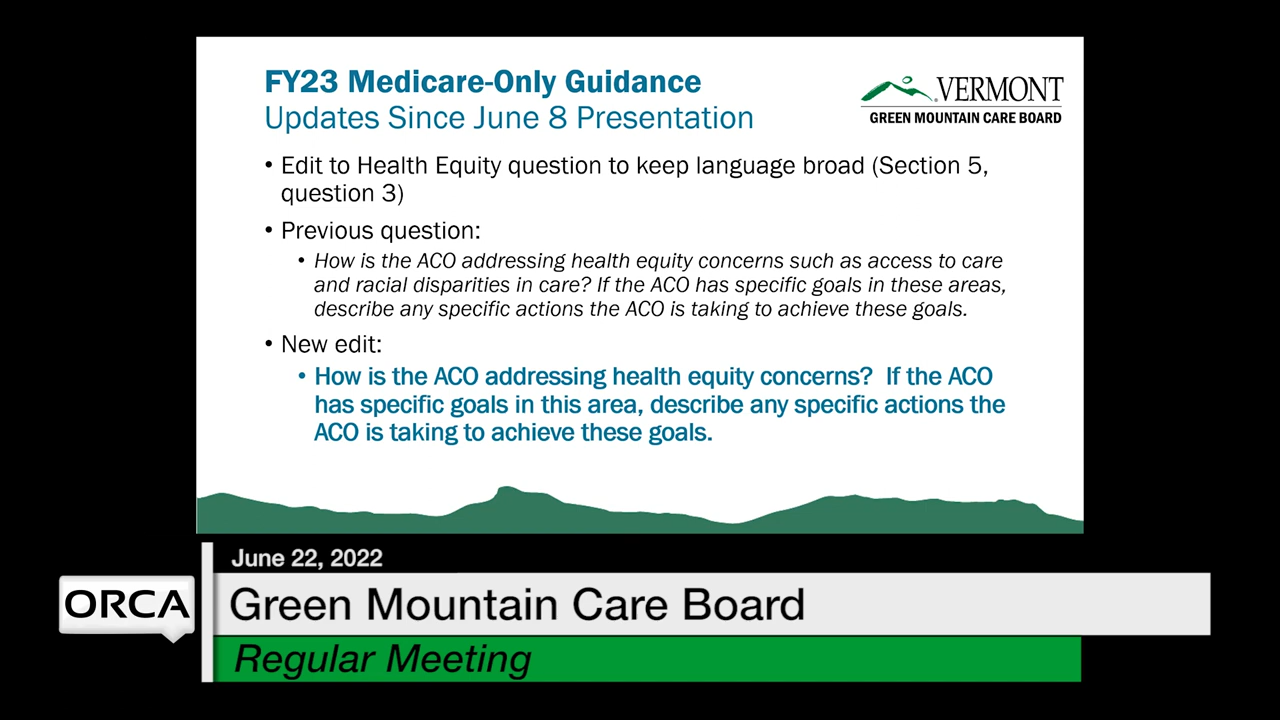 FY23 Medicare-Only Guidance
Updates Since June 8 Presentation
VERMONT
GREEN MOUNTAIN CARE BOARD
• Edit to Health Equity question to keep language broad (Section 5,
question 3)
• Previous question:
• How is the ACO addressing health equity concerns such as access to care
and racial disparities in care? If the ACO has specific goals in these areas,
describe any specific actions the ACO is taking to achieve these goals.
• New edit:
• How is the ACO addressing health equity concerns? If the ACO
has specific goals in this area, describe any specific actions the
ACO is taking to achieve these goals.
June 22, 2022
ORCA
Green Mountain Care Board
Regular Meeting